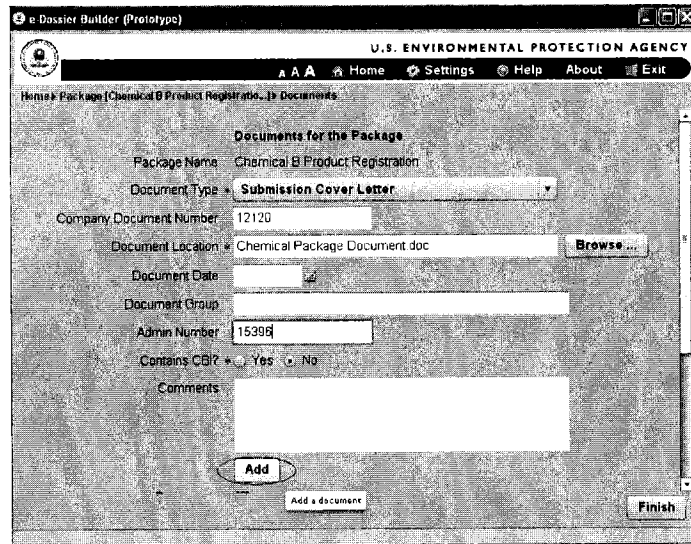 e-Dossier Builder (Prototype)
U.S. ENVIRONMENTAL PROTECTION AGENCY
A A A Home Settings Help About Exit
Home» Package [Chemical B Product Registratio...]» Documents
Documents for the Package
Package Name Chemical B Product Registration
Document Type * Submission Cover Letter
Company Document Number 12120
Document Location * Chemical Package Document.doc Browse...
Document Date
Document Group
Admin Number 15396
Contains CBI? * Yes No
Comments
Add
Add a document
Finish